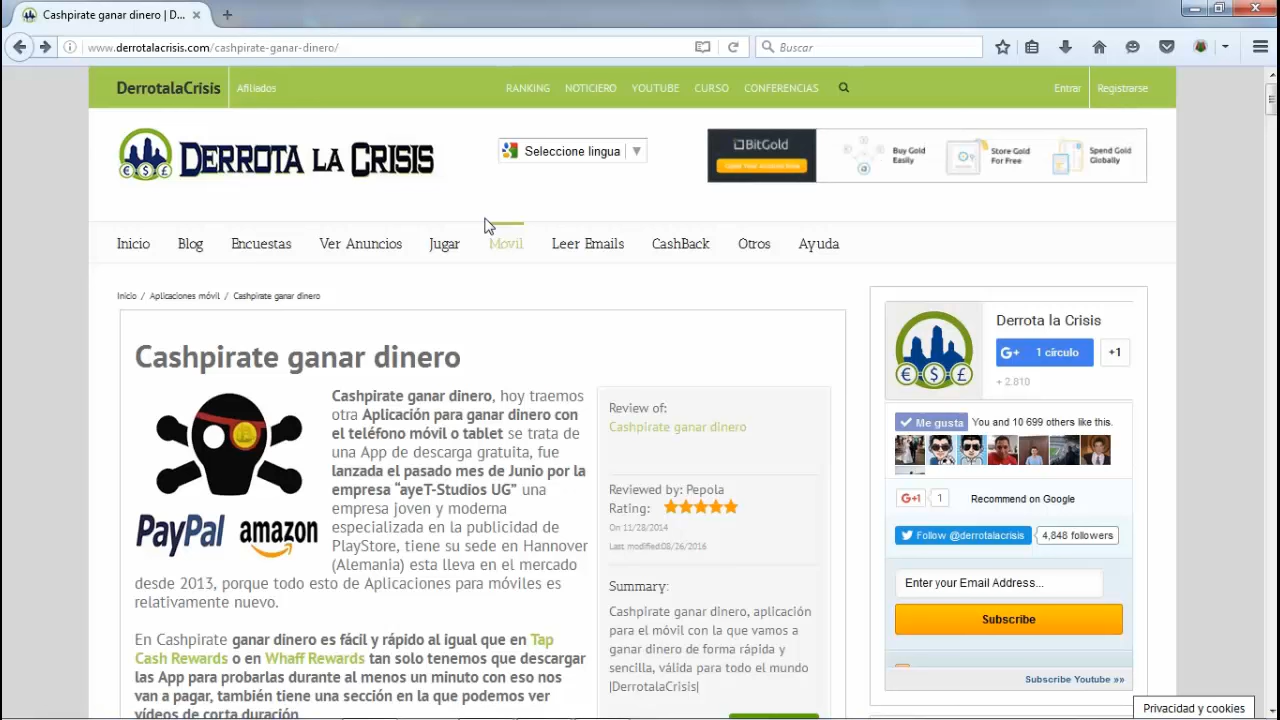 Cashpirate ganar dinero | D...
www.derrotalacrisis.com/cashpirate-ganar-dinero/
Buscar
DerrotalaCrisis
Afiliados
RANKING
NOTICIERO
YOUTUBE
CURSO
CONFERENCIAS
Entrar
Registrarse
DERROTA LA CRISIS
Seleccione lingua
BitGold
Buy Gold
Easily
Store Gold
For Free
Spend Gold
Globally
Inicio
Blog
Encuestas
Ver Anuncios
Jugar
Movil
Leer Emails
CashBack
Otros
Ayuda
Inicio / Aplicaciones móvil / Cashpirate ganar dinero
Cashpirate ganar dinero
PayPal amazon
Cashpirate ganar dinero, hoy traemos
otra Aplicación para ganar dinero con
el teléfono móvil o tablet se trata de
una App de descarga gratuita, fue
lanzada el pasado mes de Junio por la
empresa “ayeT-Studios UG” una
empresa joven y moderna
especializada en la publicidad de
PlayStore, tiene su sede en Hannover
(Alemania) esta lleva en el mercado
desde 2013, porque todo esto de Aplicaciones para móviles es
relativamente nuevo.
En Cashpirate ganar dinero es fácil y rápido al igual que en Tap
Cash Rewards o en Whaff Rewards tan solo tenemos que descargar
las App para probarlas durante al menos un minuto con eso nos
van a pagar, también tiene una sección en la que podemos ver
vídeos de corta duración
Review of:
Cashpirate ganar dinero
Reviewed by: Pepola
Rating:
On 11/28/2014
Last modified:08/26/2016
Summary:
Cashpirate ganar dinero, aplicación
para el móvil con la que vamos a
ganar dinero de forma rápida y
sencilla, válida para todo el mundo
|DerrotalaCrisis|
Derrota la Crisis
G+ 1 círculo
+1
+ 2.810
€ $ £
Me gusta
You and 10 699 others like this.
G+1
1
Recommend on Google
Follow @derrotalacrisis
4,848 followers
Enter your Email Address...
Subscribe
Subscribe Youtube »»
Privacidad y cookies